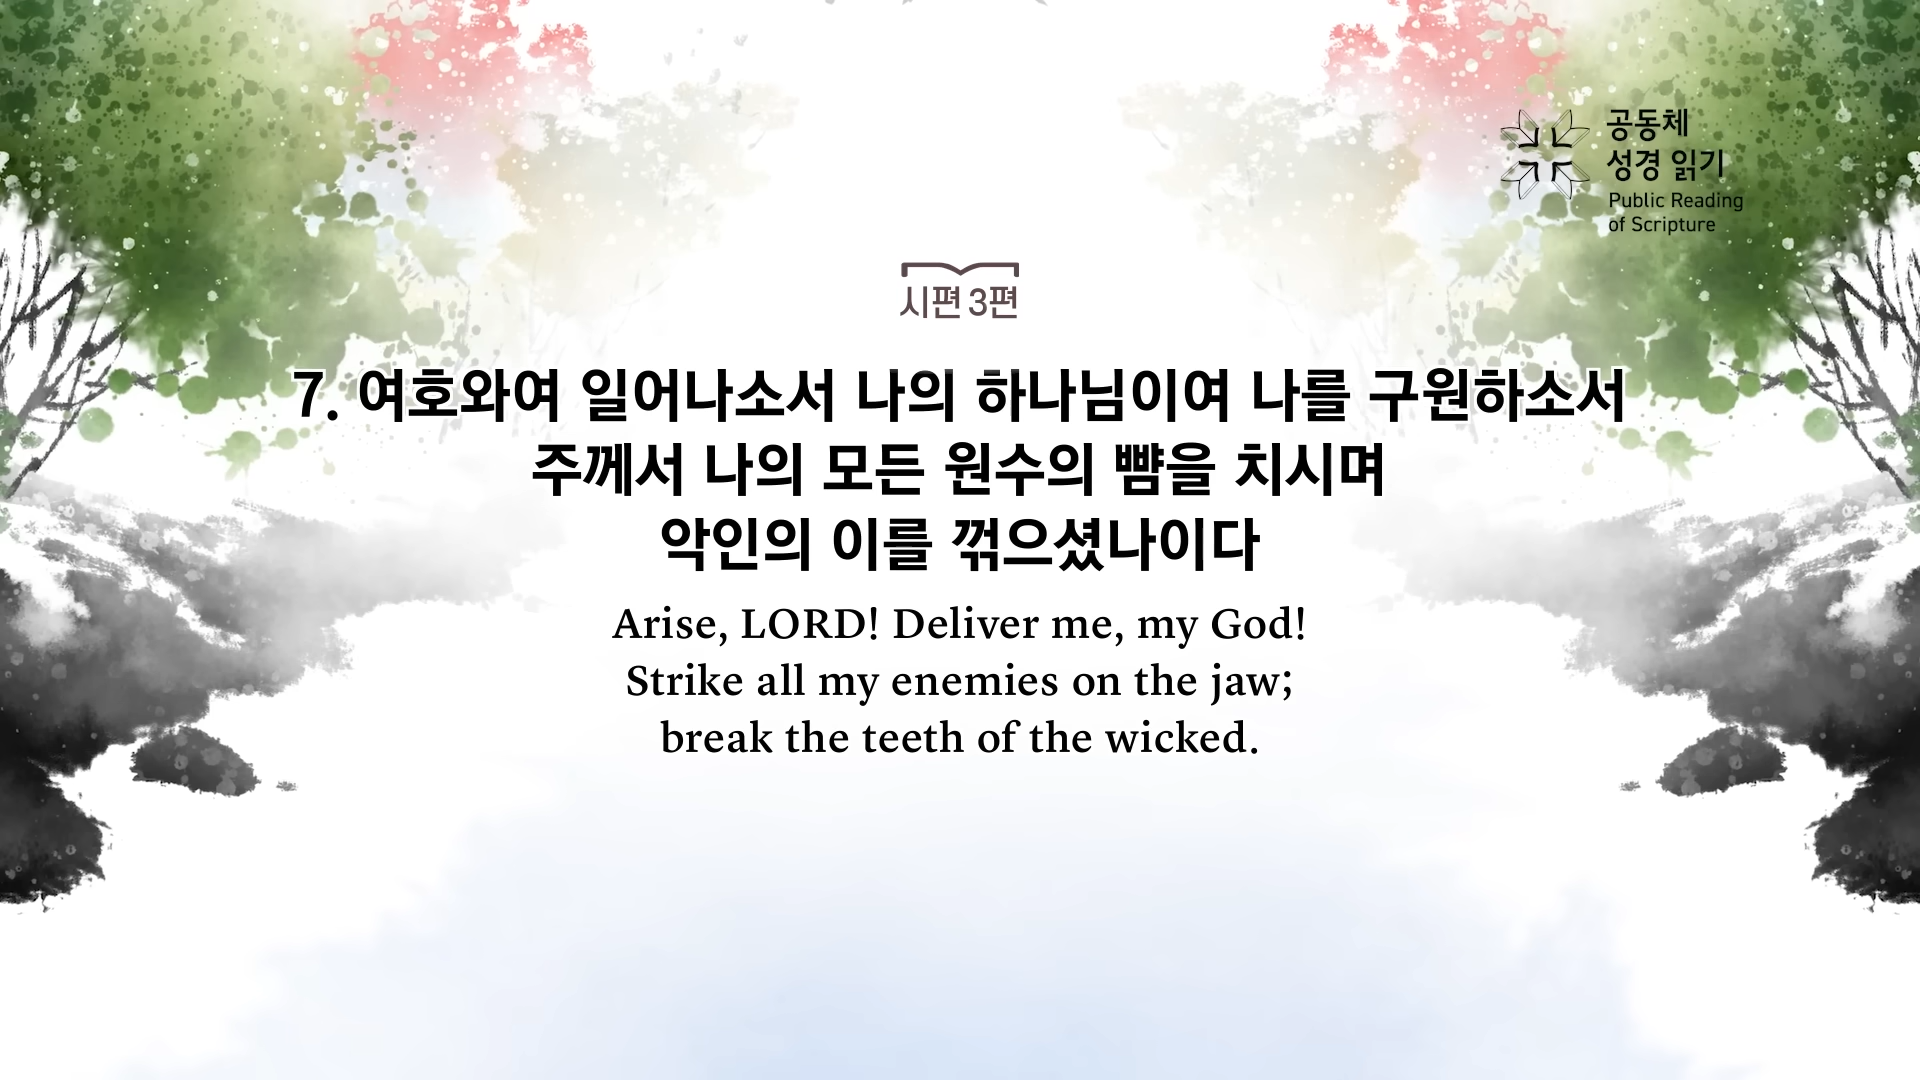 공동체
성경 읽기
Public Reading
of Scripture
시편 3편
7. 여호와여 일어나소서 나의 하나님이여 나를 구원하소서
주께서 나의 모든 원수의 뺨을 치시며
악인의 이를 꺾으셨나이다
Arise, LORD! Deliver me, my God!
Strike all my enemies on the jaw;
break the teeth of the wicked.